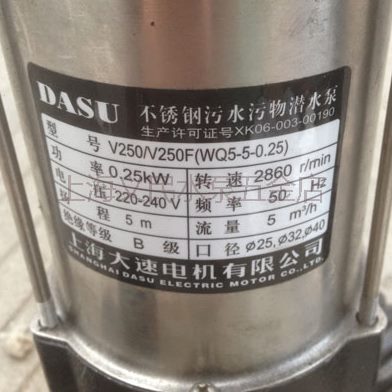 DASU 不锈钢污水污物潜水泵
生产许可证号XK06-003-00190
型 号 V250/V250F(WQ5-5-0.25)
功 率 0.25kW 转 速 2860 r/min
电 压 220-240 V 频 率 50 Hz
扬 程 5 m 流 量 5 m³/h
绝缘等级 B 级 口 径 Ø25,Ø32,Ø40
上海大速电机有限公司
SHANGHAI DASU ELECTRIC MOTOR CO.,LTD.